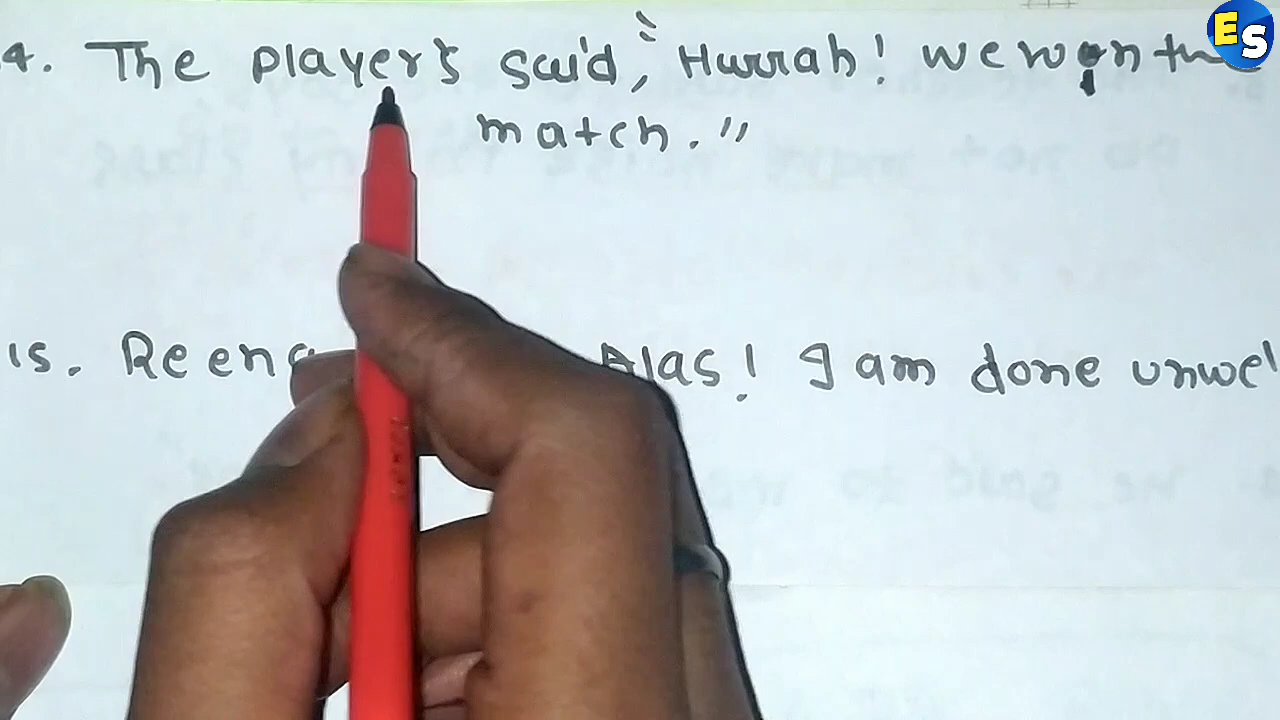 4. The players said, "Hurrah! we won the
match."
15. Reena Alas! I am done unwel
ES